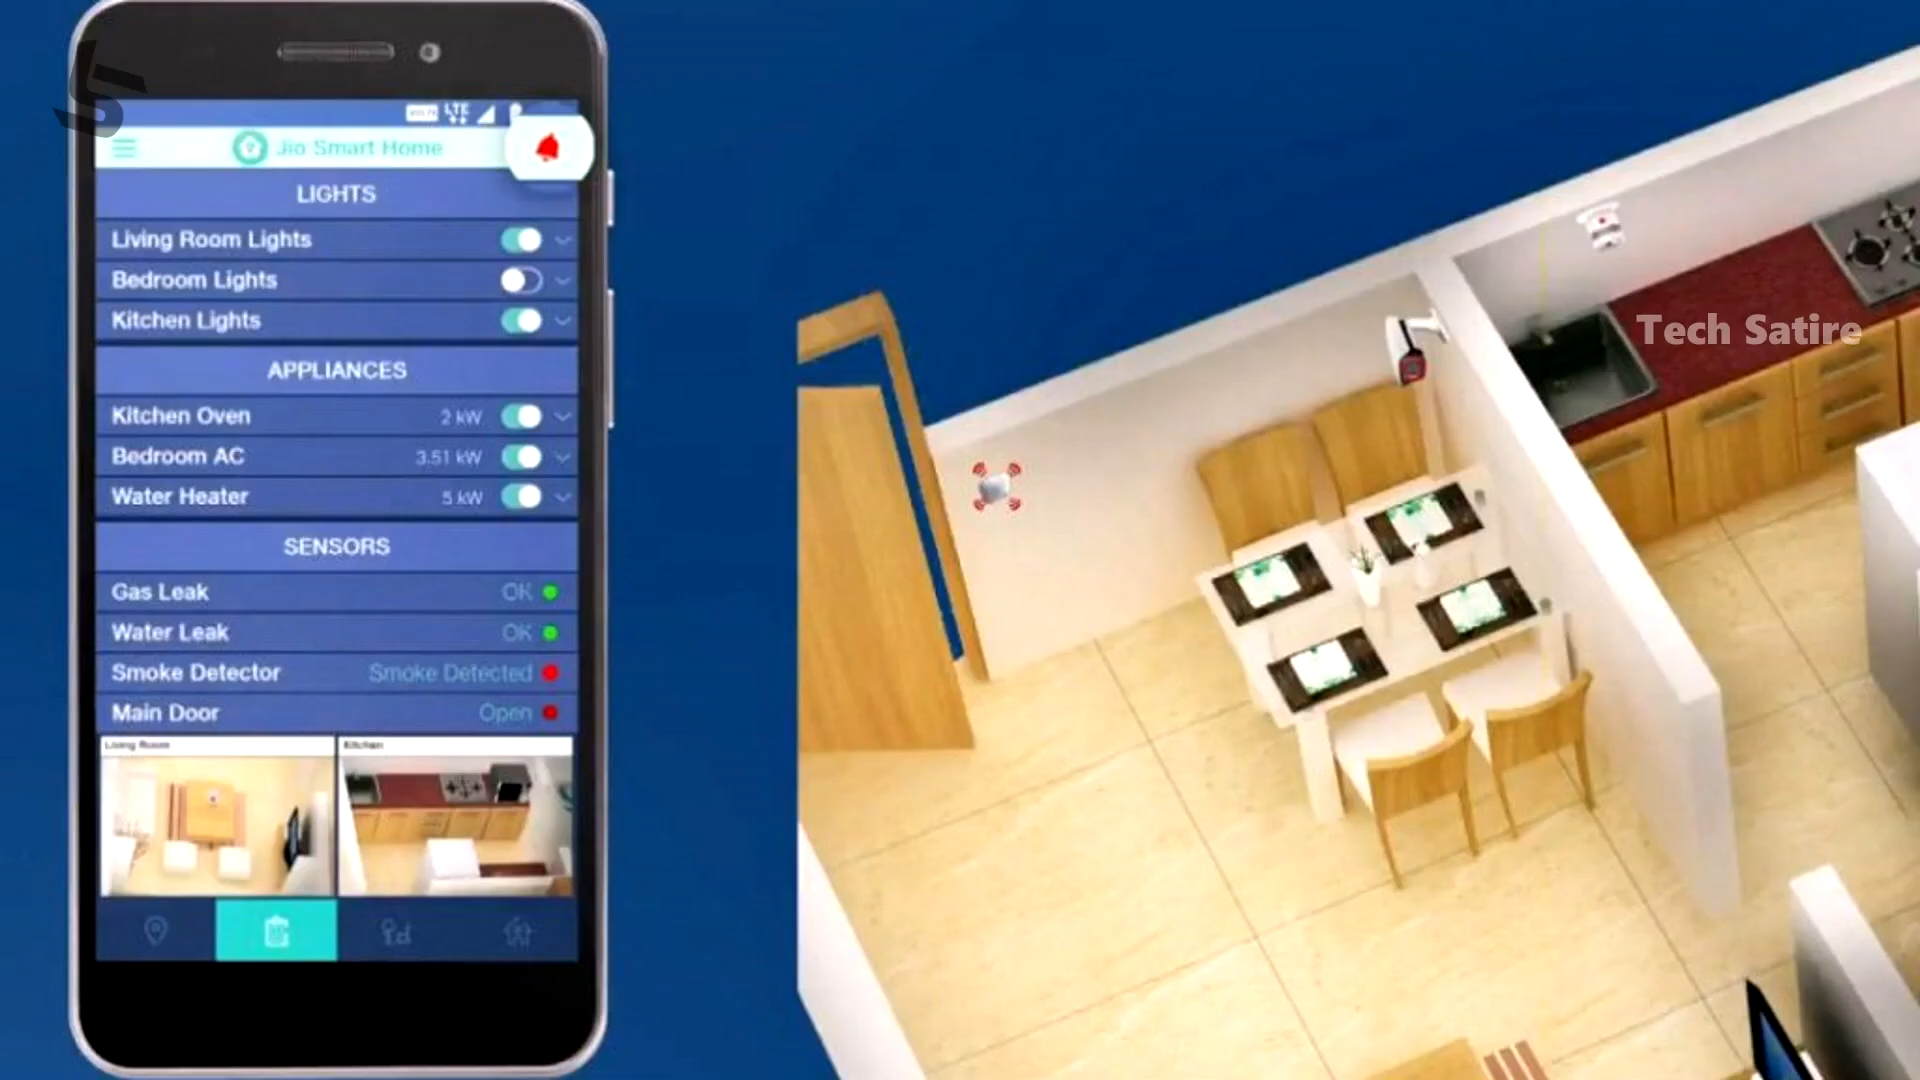 LTE
Jio Smart Home
LIGHTS
Living Room Lights
Bedroom Lights
Kitchen Lights
APPLIANCES
Kitchen Oven 2 kW
Bedroom AC 3.51 kW
Water Heater 5 kW
SENSORS
Gas Leak OK
Water Leak OK
Smoke Detector Smoke Detected
Main Door Open
Living Room Kitchen
Tech Satire